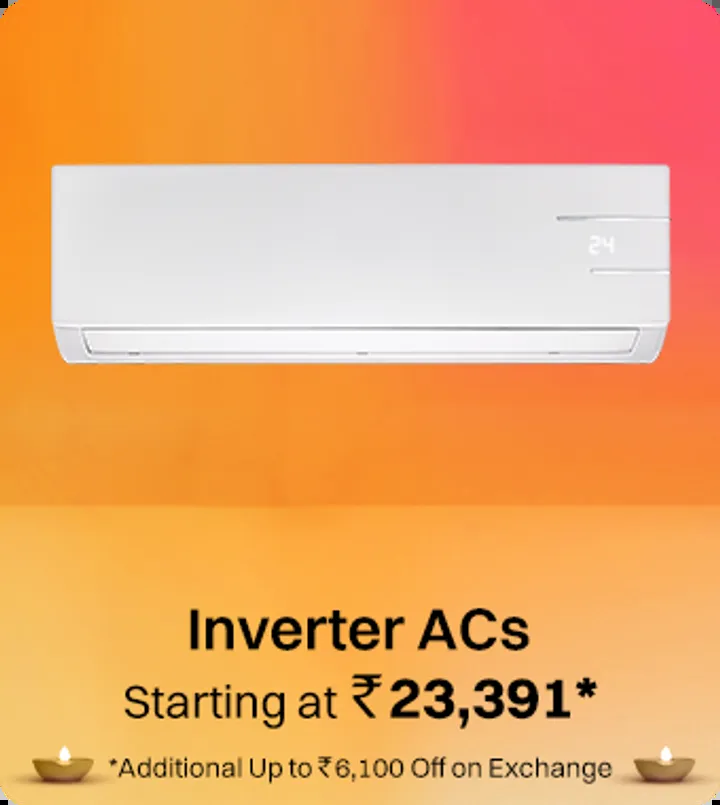 24
Inverter ACs
Starting at ₹23,391*
*Additional Up to ₹6,100 Off on Exchange